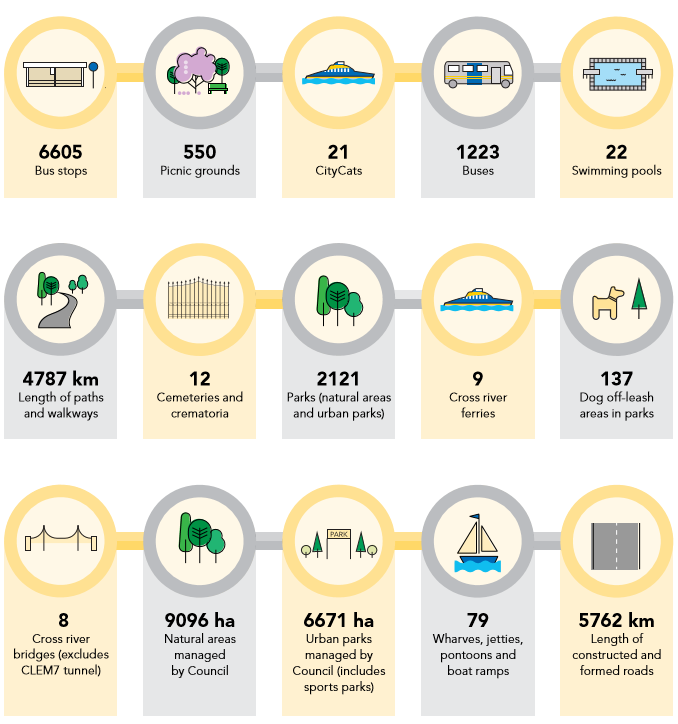 6605
Bus stops
550
Picnic grounds
21
CityCats
1223
Buses
22
Swimming pools
4787 km
Length of paths
and walkways
12
Cemeteries and
crematoria
2121
Parks (natural areas
and urban parks)
9
Cross river
ferries
137
Dog off-leash
areas in parks
8
Cross river
bridges (excludes
CLEM7 tunnel)
9096 ha
Natural areas
managed
by Council
PARK
6671 ha
Urban parks
managed by
Council (includes
sports parks)
79
Wharves, jetties,
pontoons and
boat ramps
5762 km
Length of
constructed and
formed roads